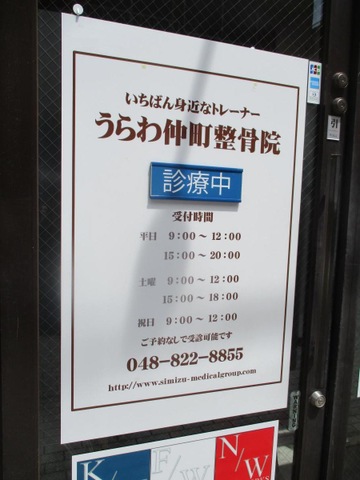 いちばん身近なトレーナー
うらわ仲町整骨院
診療中
受付時間
平日 9:00～12:00
15:00～20:00
土曜 9:00～12:00
15:00～18:00
祝日 9:00～12:00
ご予約なしで受診可能です
048-822-8855
http://www.simizu-medicalgroup.com/
引
JCB
K/
F/W
N/W